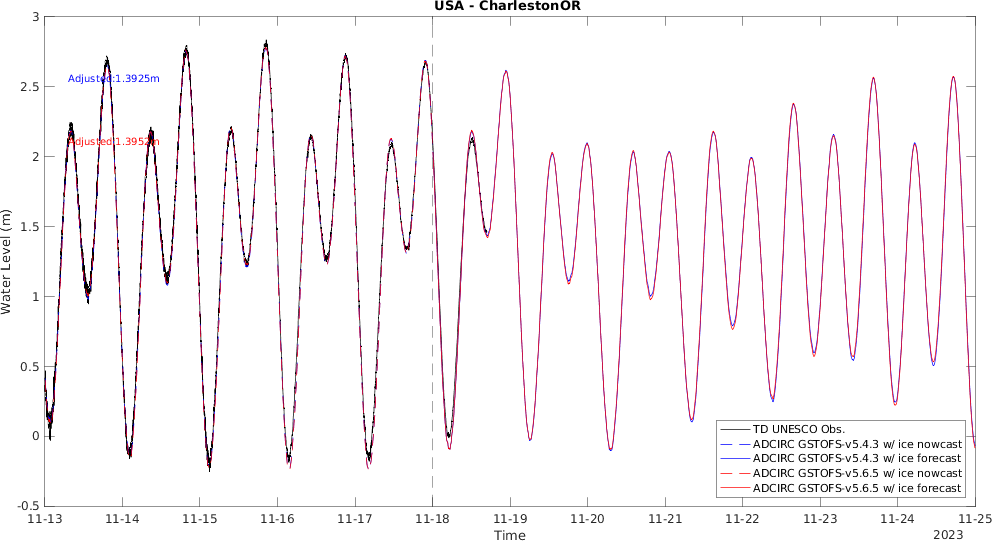 USA - CharlestonOR
3
2.5
2
1.5
1
0.5
0
-0.5
Water Level (m)
Adjusted:1.3925m
Adjusted:1.3952m
TD UNESCO Obs.
ADCIRC GSTOFS-v5.4.3 w/ ice nowcast
ADCIRC GSTOFS-v5.4.3 w/ ice forecast
ADCIRC GSTOFS-v5.6.5 w/ ice nowcast
ADCIRC GSTOFS-v5.6.5 w/ ice forecast
11-13 11-14 11-15 11-16 11-17 11-18 11-19 11-20 11-21 11-22 11-23 11-24 11-25
Time
2023